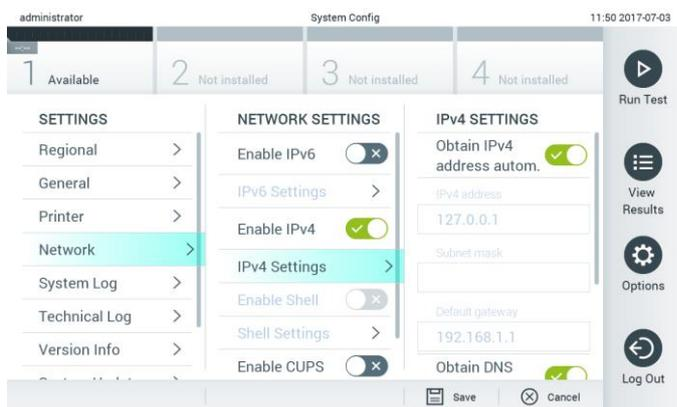 administrator
System Config
11:50 2017-07-03
1 Available
2 Not installed
3 Not installed
4 Not installed
SETTINGS
Regional
General
Printer
Network
System Log
Technical Log
Version Info
NETWORK SETTINGS
Enable IPv6
IPv6 Settings
Enable IPv4
IPv4 Settings
Enable Shell
Shell Settings
Enable CUPS
IPv4 SETTINGS
Obtain IPv4
address autom.
IPv4 address
127.0.0.1
Subnet mask
Default gateway
192.168.1.1
Obtain DNS
Save
Cancel
Run Test
View
Results
Options
Log Out